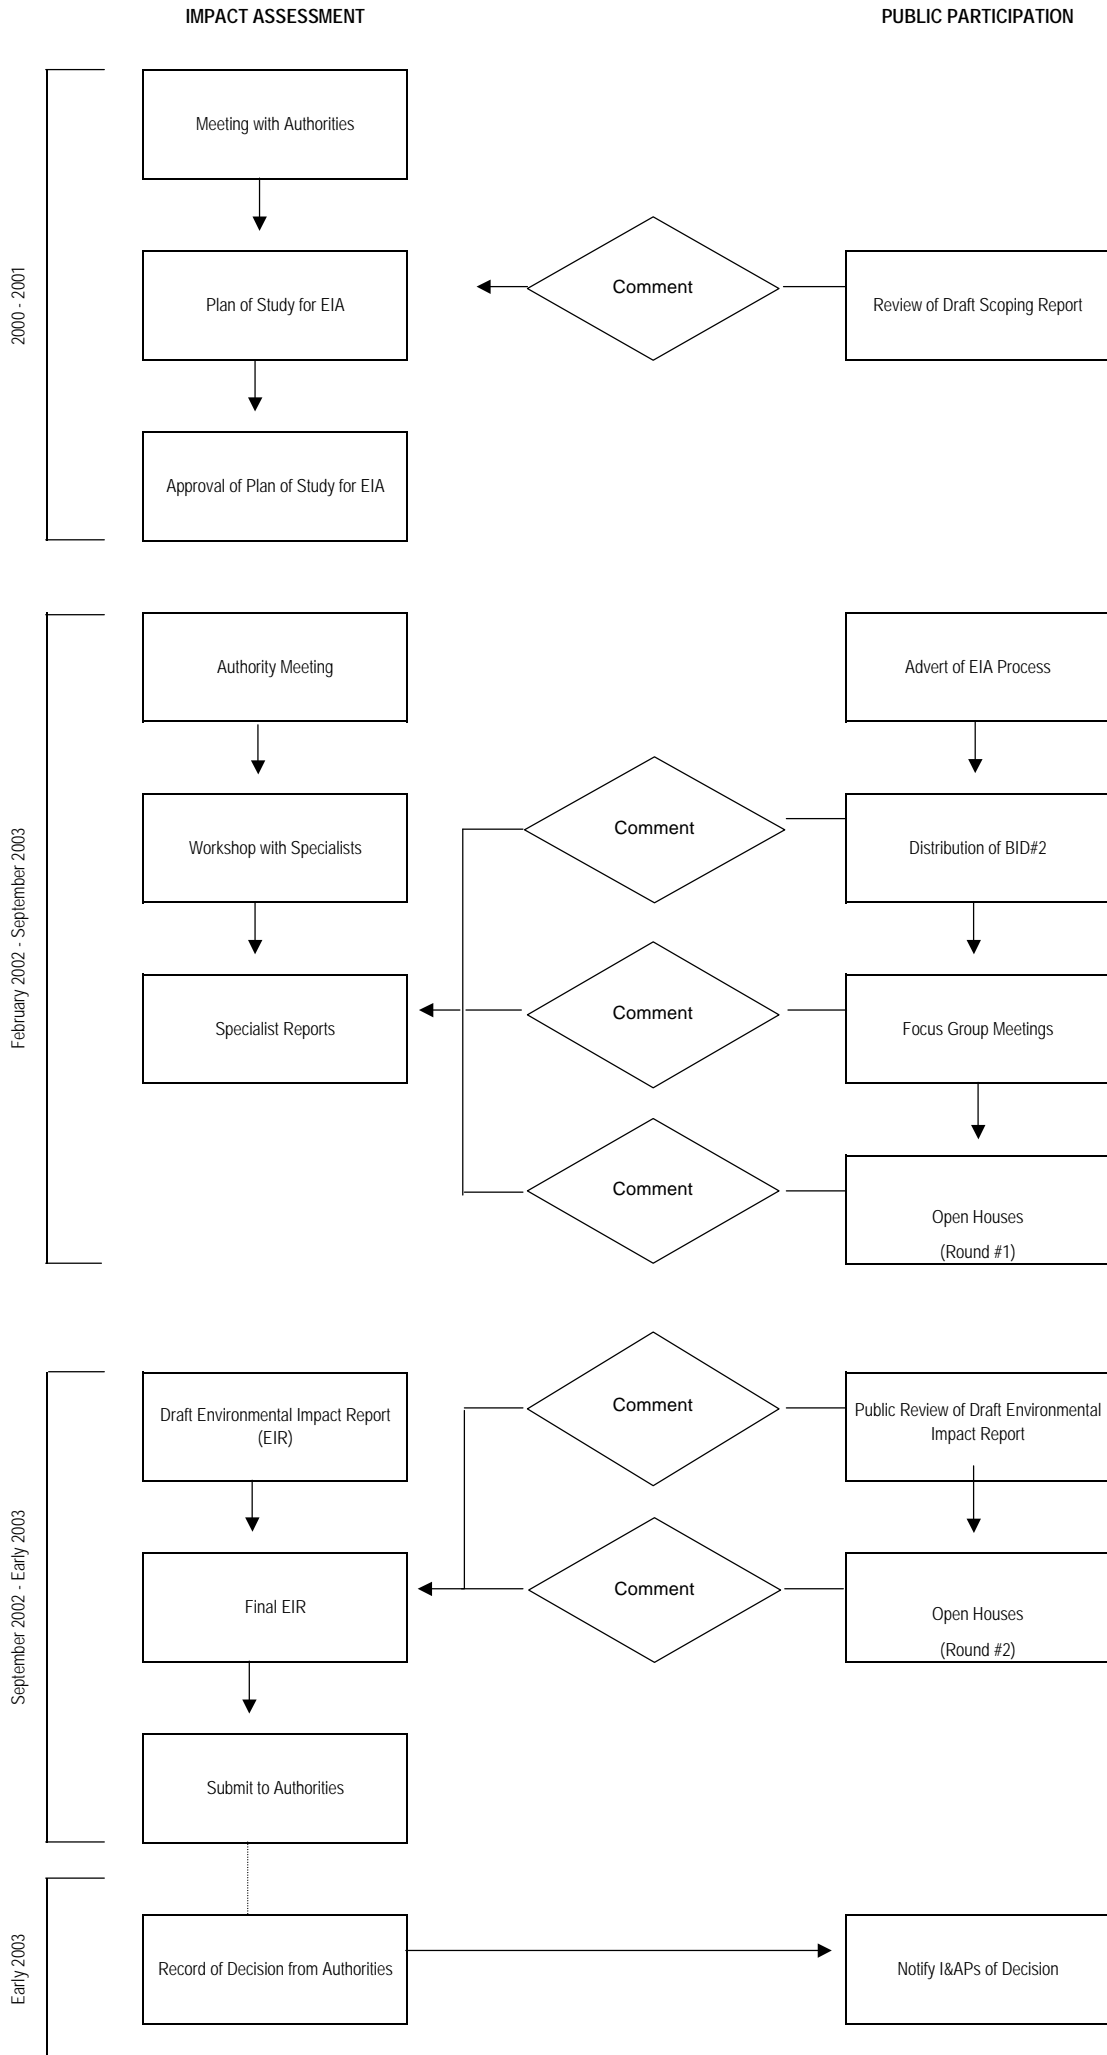 IMPACT ASSESSMENT
PUBLIC PARTICIPATION
2000 - 2001
Meeting with Authorities
Plan of Study for EIA
Comment
Review of Draft Scoping Report
Approval of Plan of Study for EIA
February 2002 - September 2003
Authority Meeting
Advert of EIA Process
Workshop with Specialists
Comment
Distribution of BID#2
Specialist Reports
Comment
Focus Group Meetings
Comment
Open Houses
(Round #1)
September 2002 - Early 2003
Draft Environmental Impact Report
(EIR)
Comment
Public Review of Draft Environmental
Impact Report
Final EIR
Comment
Open Houses
(Round #2)
Submit to Authorities
Early 2003
Record of Decision from Authorities
Notify I&APs of Decision